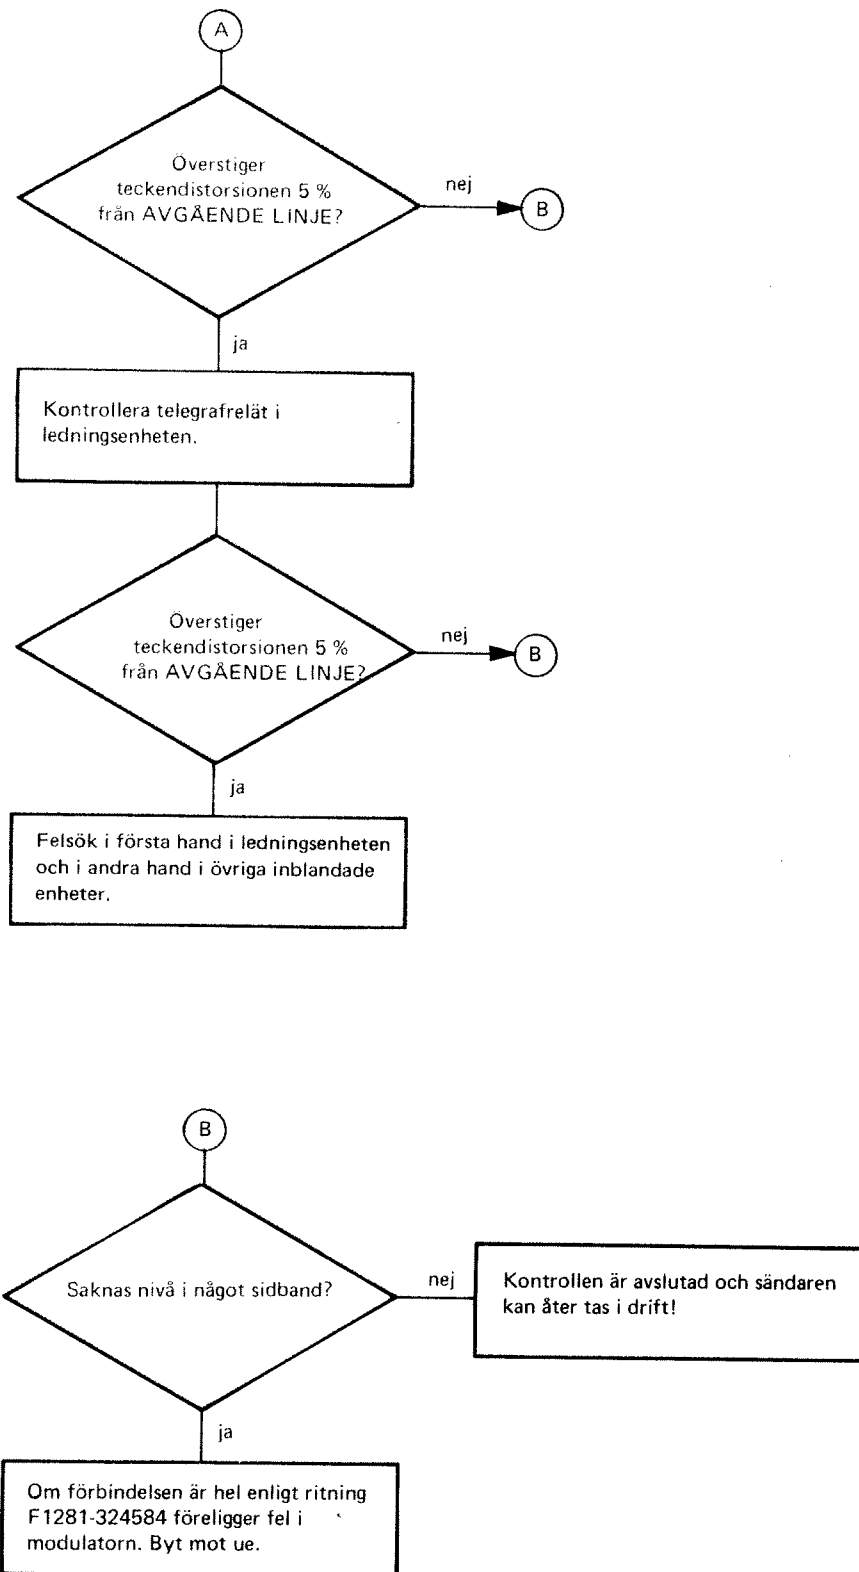 A
Överstiger
teckendistorsionen 5 %
från AVGÅENDE LINJE?
nej
B
ja
Kontrollera telegrafrelät i
ledningsenheten.
Överstiger
teckendistorsionen 5 %
från AVGÅENDE LINJE?
nej
B
ja
Felsök i första hand i ledningsenheten
och i andra hand i övriga inblandade
enheter.
B
Saknas nivå i något sidband?
nej
Kontrollen är avslutad och sändaren
kan åter tas i drift!
ja
Om förbindelsen är hel enligt ritning
F1281-324584 föreligger fel i
modulatorn. Byt mot ue.